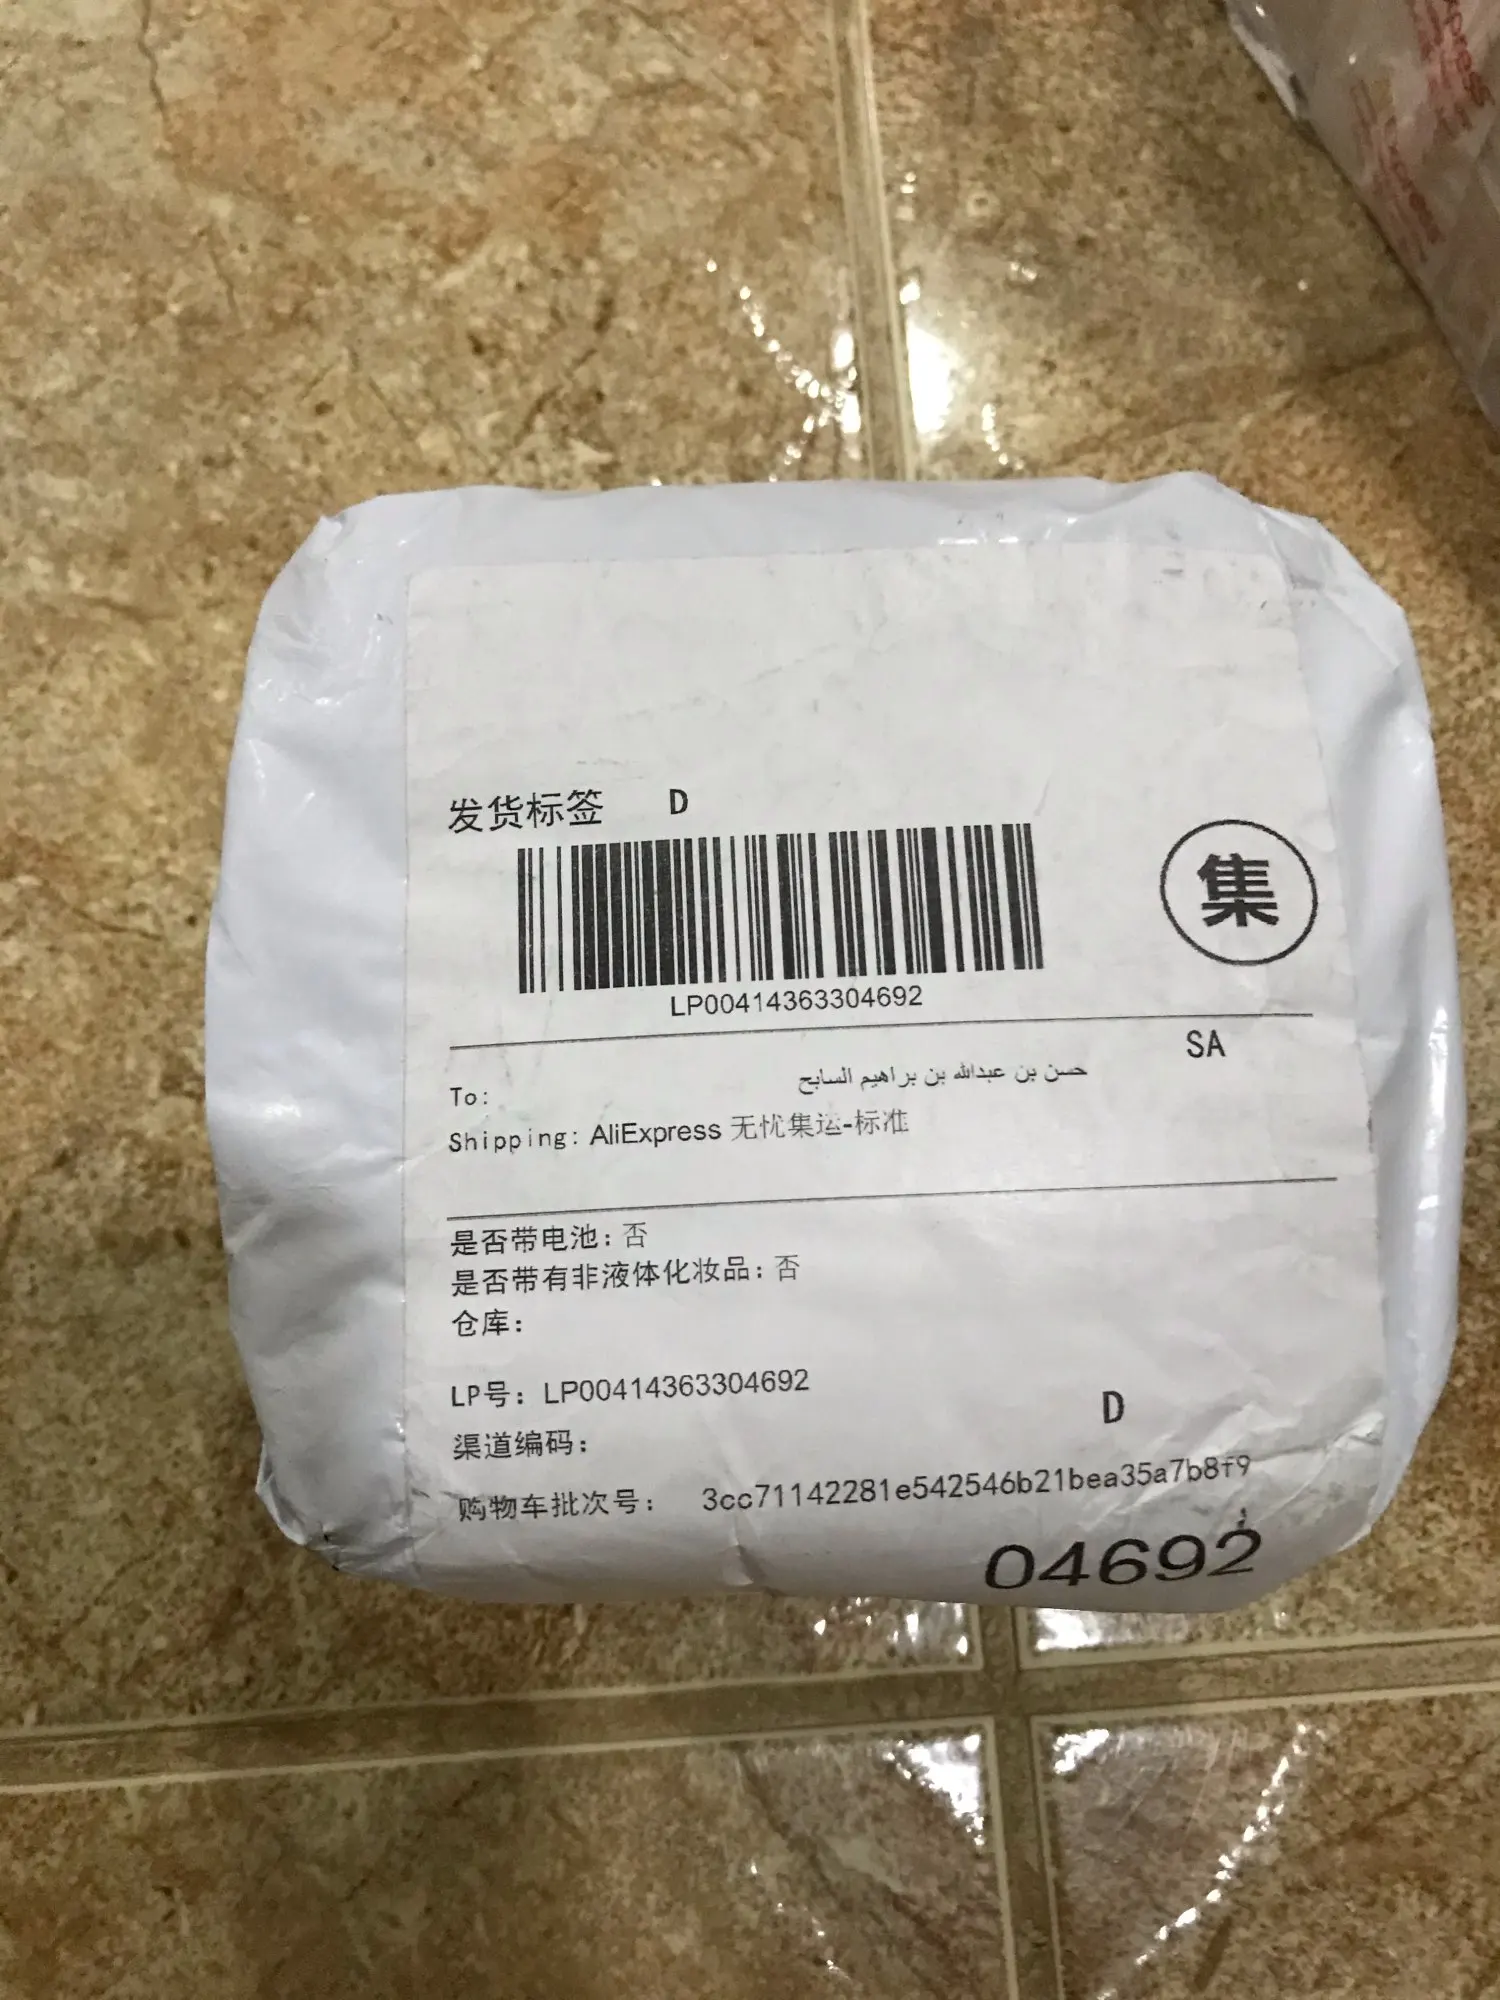 发货标签 D
集
LP00414363304692
SA
To: حسن بن عبدالله بن براهيم السابح
Shipping: AliExpress 无忧集运-标准
是否带电池: 否
是否带有非液体化妆品: 否
仓库:
LP号: LP00414363304692
D
渠道编码:
购物车批次号: 3cc71142281e542546b21bea35a7b8f9
04692